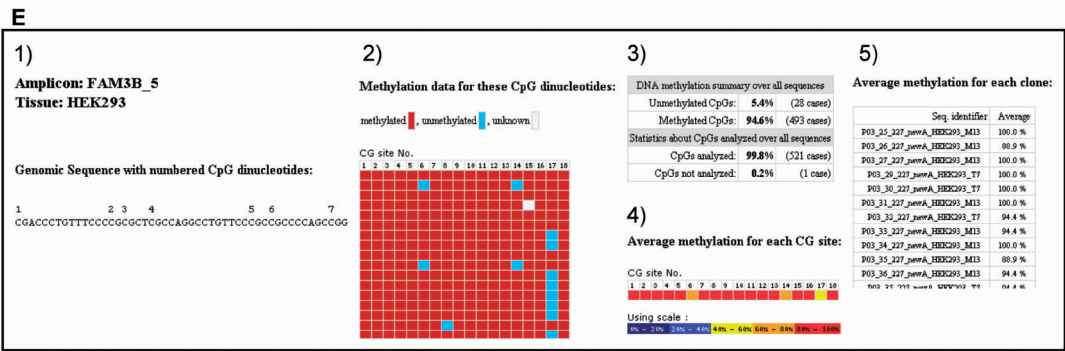 E
1)
Amplicon: FAM3B_5
Tissue: HEK293
Genomic Sequence with numbered CpG dinucleotides:
1 2 3 4 5 6 7
CGACCCTGTTTCCCCGCGCTCGCCAGGCCTGTTCCCGCCGCCCCAGCCGG
2)
Methylation data for these CpG dinucleotides:
methylated , unmethylated , unknown
CG site No.
1 2 3 4 5 6 7 8 9 10 11 12 13 14 15 16 17 18
3)
DNA methylation summary over all sequences
Unmethylated CpGs: 5.4% (28 cases)
Methylated CpGs: 94.6% (493 cases)
Statistics about CpGs analyzed over all sequences
CpGs analyzed: 99.8% (521 cases)
CpGs not analyzed: 0.2% (1 case)
4)
Average methylation for each CG site:
CG site No.
1 2 3 4 5 6 7 8 9 10 11 12 13 14 15 16 17 18
Using scale :
0% - 20% 20% - 40% 40% - 60% 60% - 80% 80% - 100%
5)
Average methylation for each clone:
Seq. identifier Average
P03_25_227_newA_HEK293_M13 100.0 %
P03_26_227_newA_HEK293_M13 88.9 %
P03_27_227_newA_HEK293_M13 100.0 %
P03_29_227_newA_HEK293_T7 100.0 %
P03_30_227_newA_HEK293_T7 100.0 %
P03_31_227_newA_HEK293_M13 100.0 %
P03_32_227_newA_HEK293_T7 94.4 %
P03_33_227_newA_HEK293_M13 94.4 %
P03_34_227_newA_HEK293_M13 100.0 %
P03_35_227_newA_HEK293_M13 88.9 %
P03_36_227_newA_HEK293_M13 94.4 %